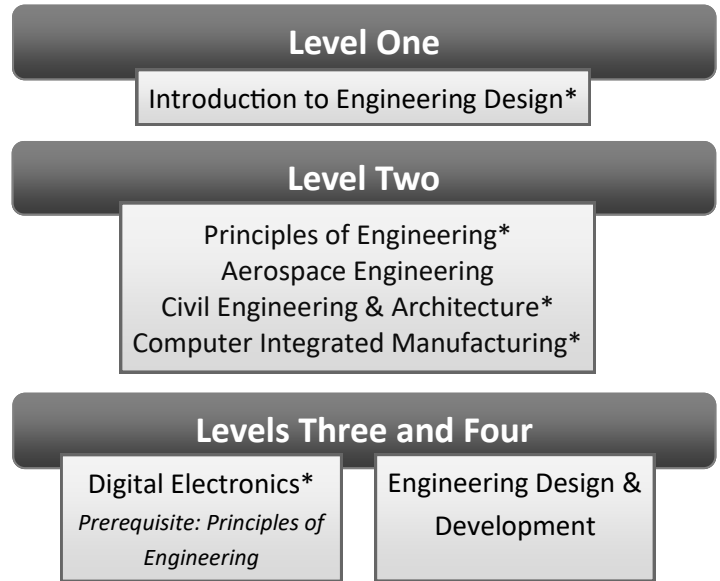 Level One
Introduction to Engineering Design*
Level Two
Principles of Engineering*
Aerospace Engineering
Civil Engineering & Architecture*
Computer Integrated Manufacturing*
Levels Three and Four
Digital Electronics*
Prerequisite: Principles of
Engineering
Engineering Design &
Development